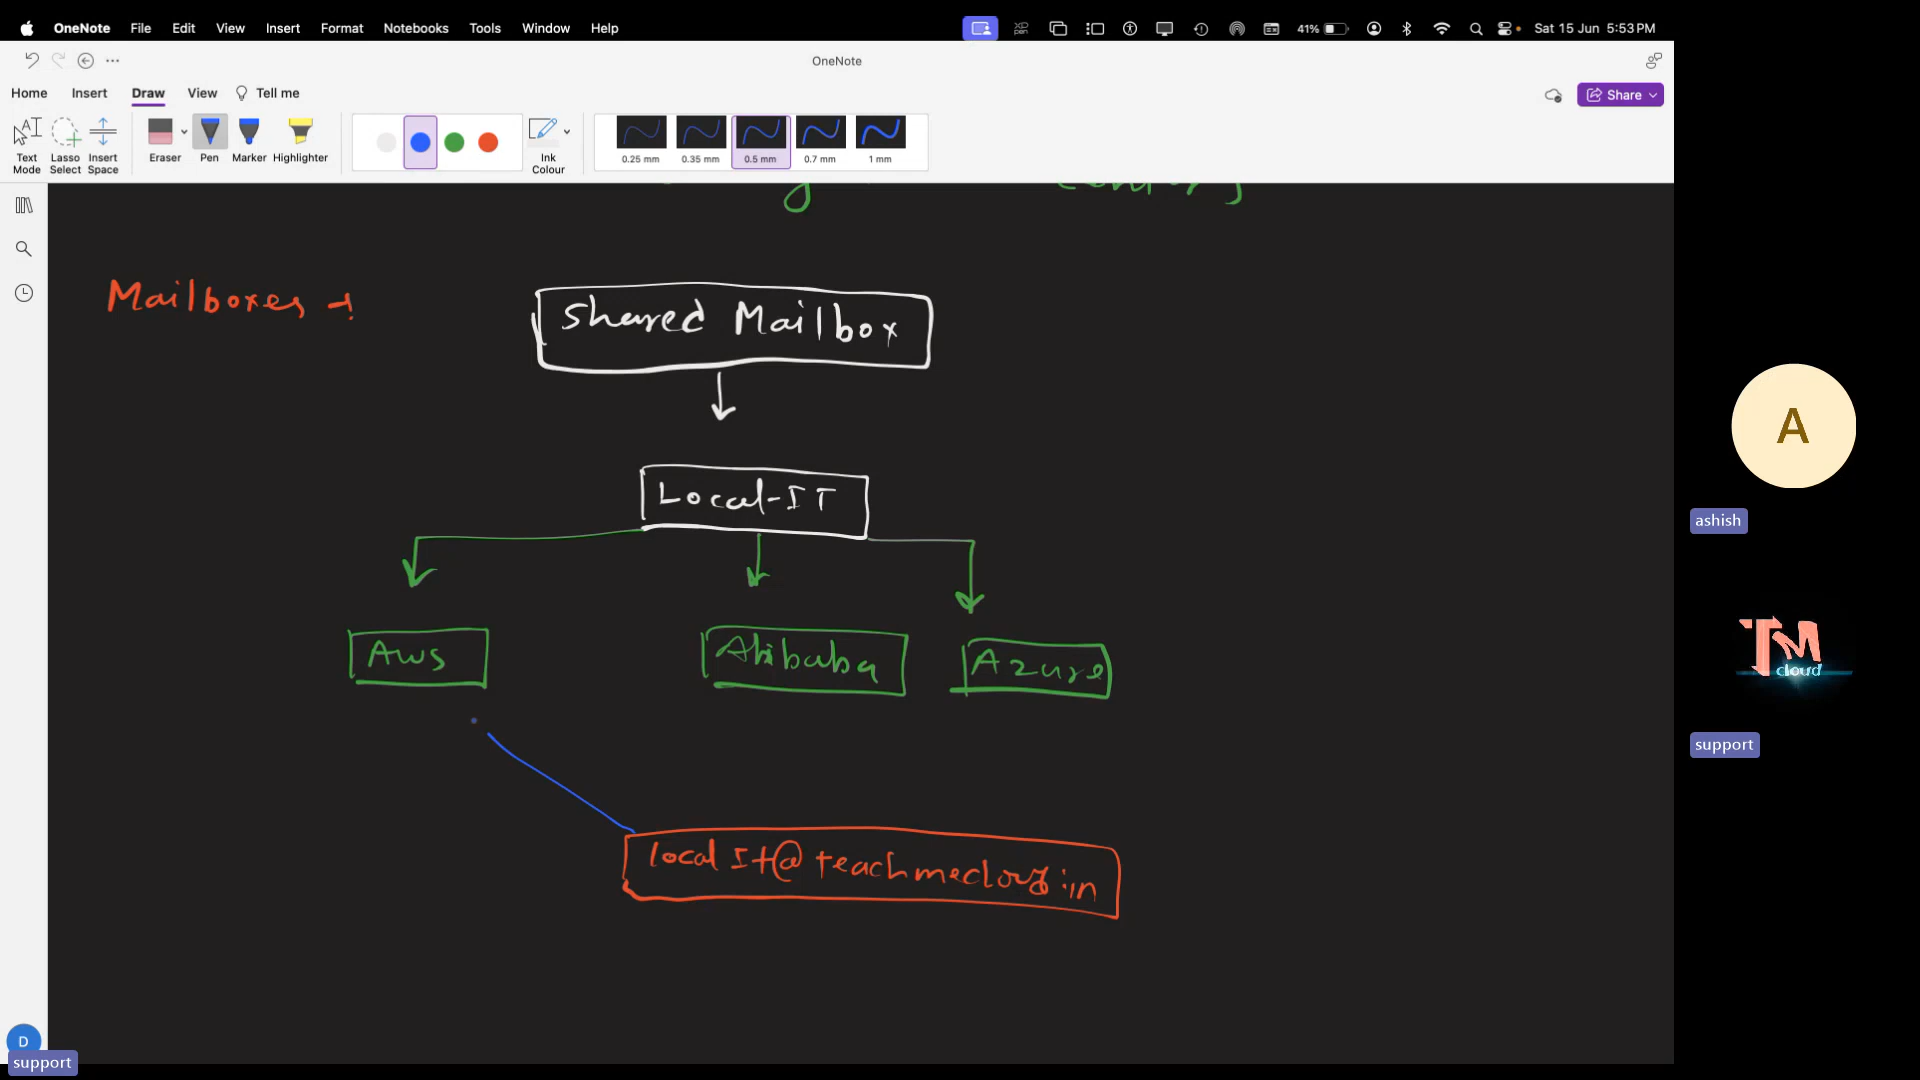 OneNote File Edit View Insert Format Notebooks Tools Window Help
XP pen 41% Sat 15 Jun 5:53 PM
OneNote
Home Insert Draw View Tell me
Share
Text Mode
Lasso Select
Insert Space
Eraser
Pen
Marker
Highlighter
Ink Colour
0.25 mm
0.35 mm
0.5 mm
0.7 mm
1 mm
Mailboxes
Shared Mailbox
Local-IT
Aws
Alibaba
Azure
local It@teachmecloud.in
A
ashish
TM
cloud
support
D
support